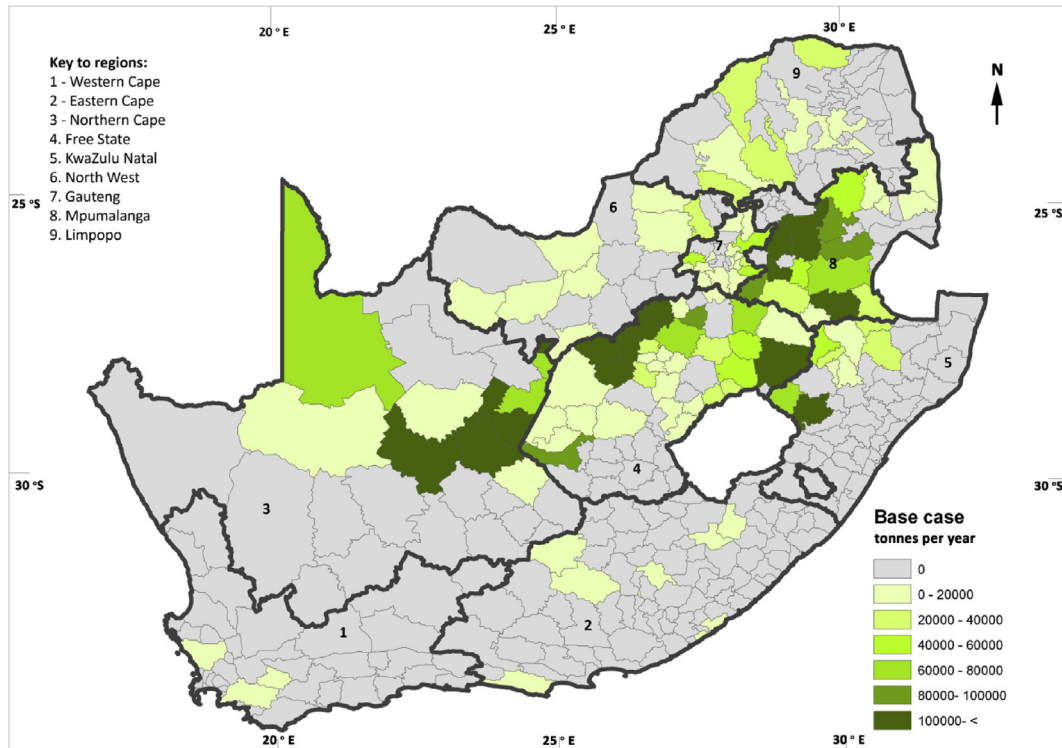 20 ° E
25 ° E
30 ° E
Key to regions:
1 - Western Cape
2 - Eastern Cape
3 - Northern Cape
4. Free State
5. KwaZulu Natal
6. North West
7. Gauteng
8. Mpumalanga
9. Limpopo
N
9
25 °S
6
25 °S
7
8
5
4
30 °S
30 °S
3
1
2
Base case
tonnes per year
0
0 - 20000
20000 - 40000
40000 - 60000
60000 - 80000
80000- 100000
100000- <
20 ° E
25 ° E
30 ° E